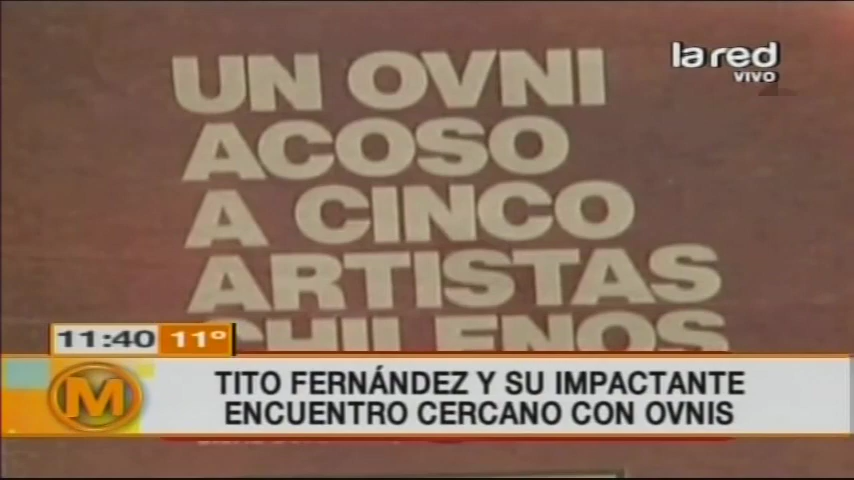 UN OVNI
ACOSO
A CINCO
ARTISTAS
CHILENOS
la red
VIVO
11:40 11º
M
TITO FERNÁNDEZ Y SU IMPACTANTE
ENCUENTRO CERCANO CON OVNIS